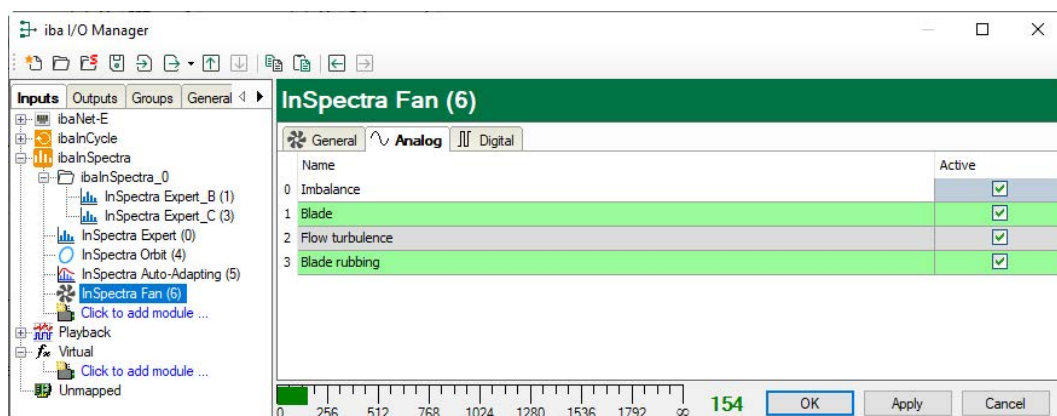 iba I/O Manager
Inputs Outputs Groups General
ibaNet-E
ibaInCycle
ibaInSpectra
ibaInSpectra_0
InSpectra Expert_B (1)
InSpectra Expert_C (3)
InSpectra Expert (0)
InSpectra Orbit (4)
InSpectra Auto-Adapting (5)
InSpectra Fan (6)
Click to add module ...
Playback
Virtual
Click to add module ...
Unmapped
InSpectra Fan (6)
General Analog Digital
Name Active
0 Imbalance
1 Blade
2 Flow turbulence
3 Blade rubbing
0 256 512 768 1024 1280 1536 1792 ∞ 154 OK Apply Cancel